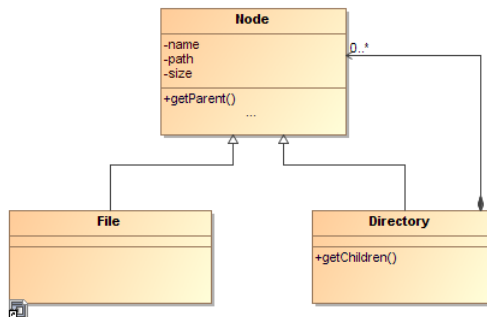 Node
-name
-path
-size
+getParent()
...
0..*
File
Directory
+getChildren()